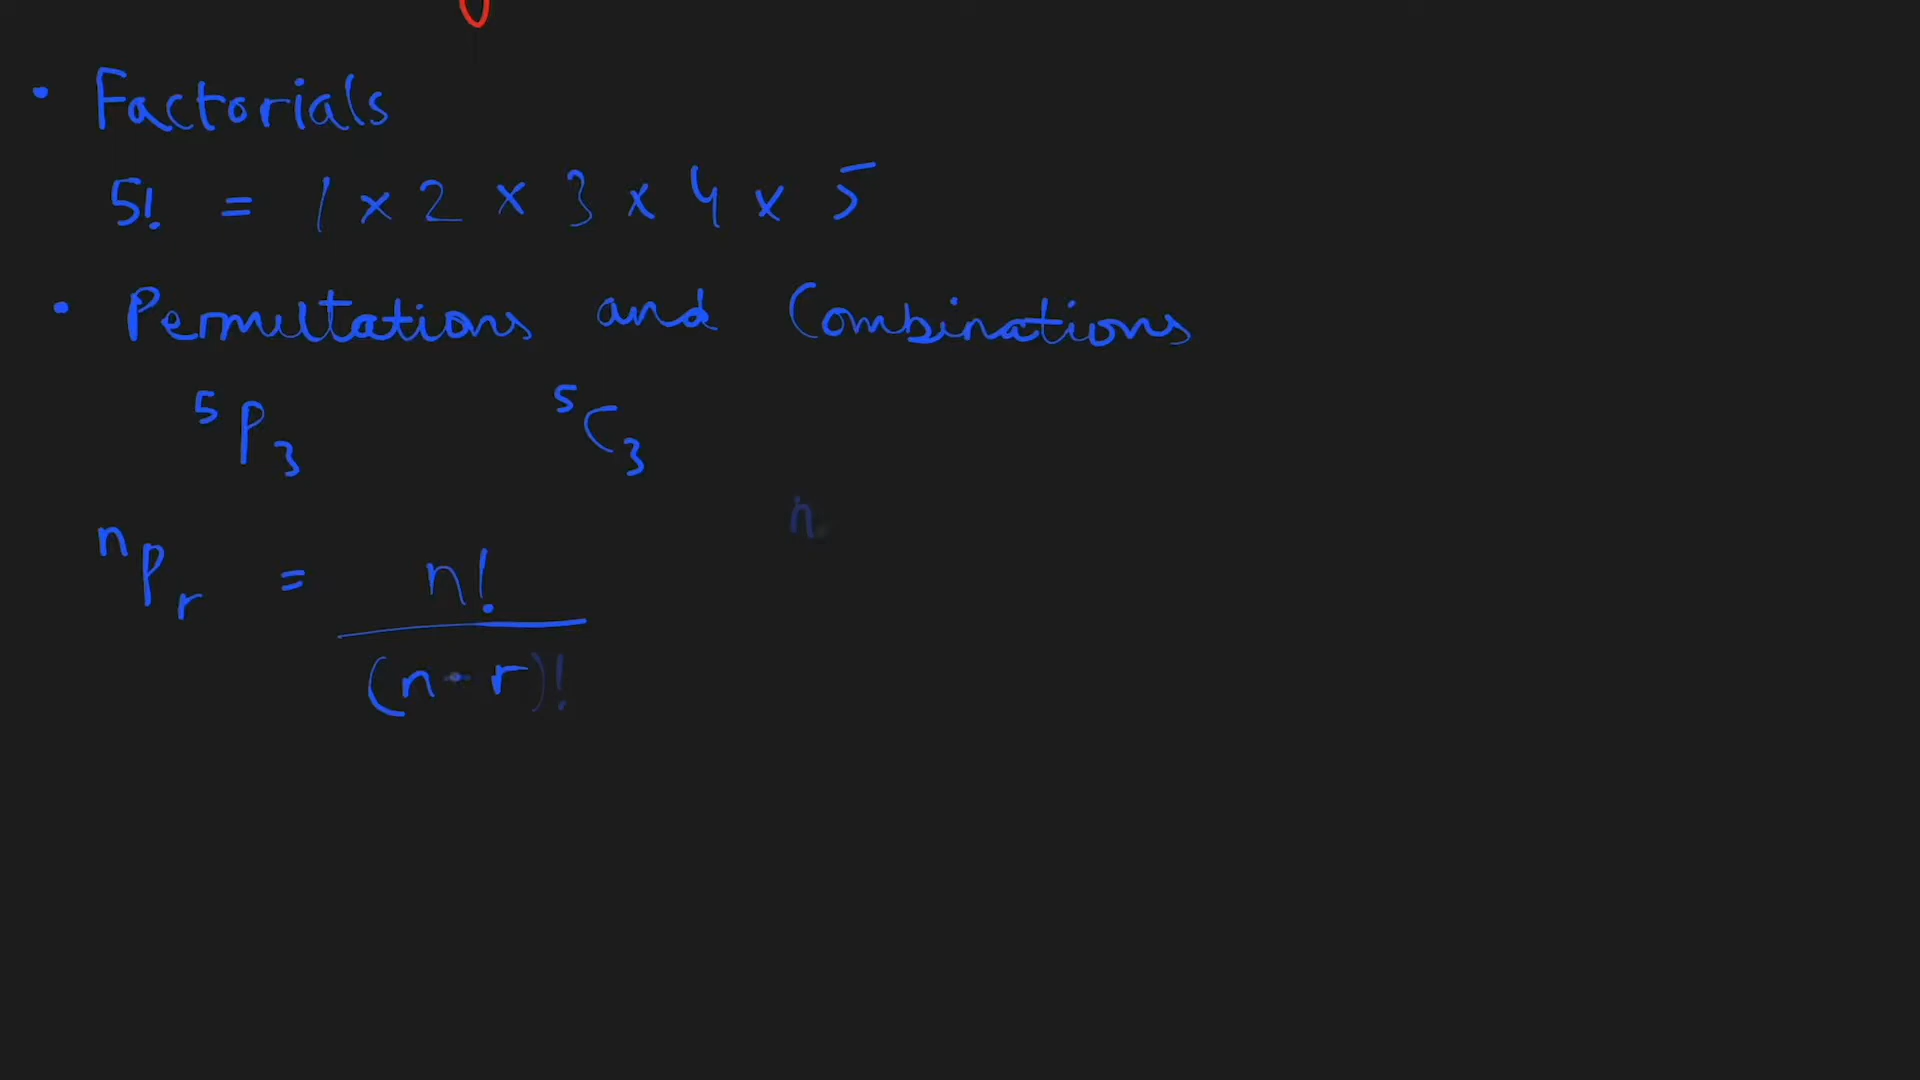 • Factorials
5! = 1 × 2 × 3 × 4 × 5
• Permutations and Combinations
⁵P₃ ⁵C₃
ⁿPᵣ = n! / (n - r)! n